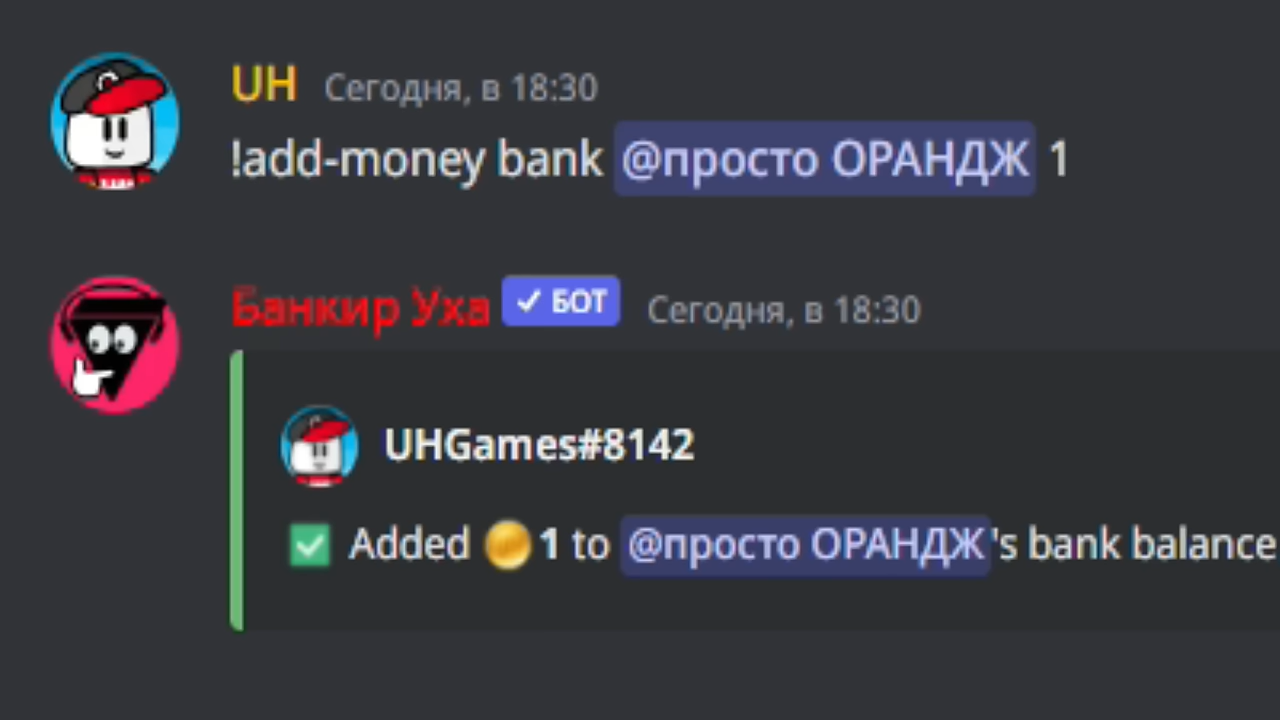 UH Сегодня, в 18:30
!add-money bank @просто ОРАНДЖ 1
Банкир Уха ✓ БОТ Сегодня, в 18:30
UHGames#8142
✅ Added 1 to @просто ОРАНДЖ's bank balance